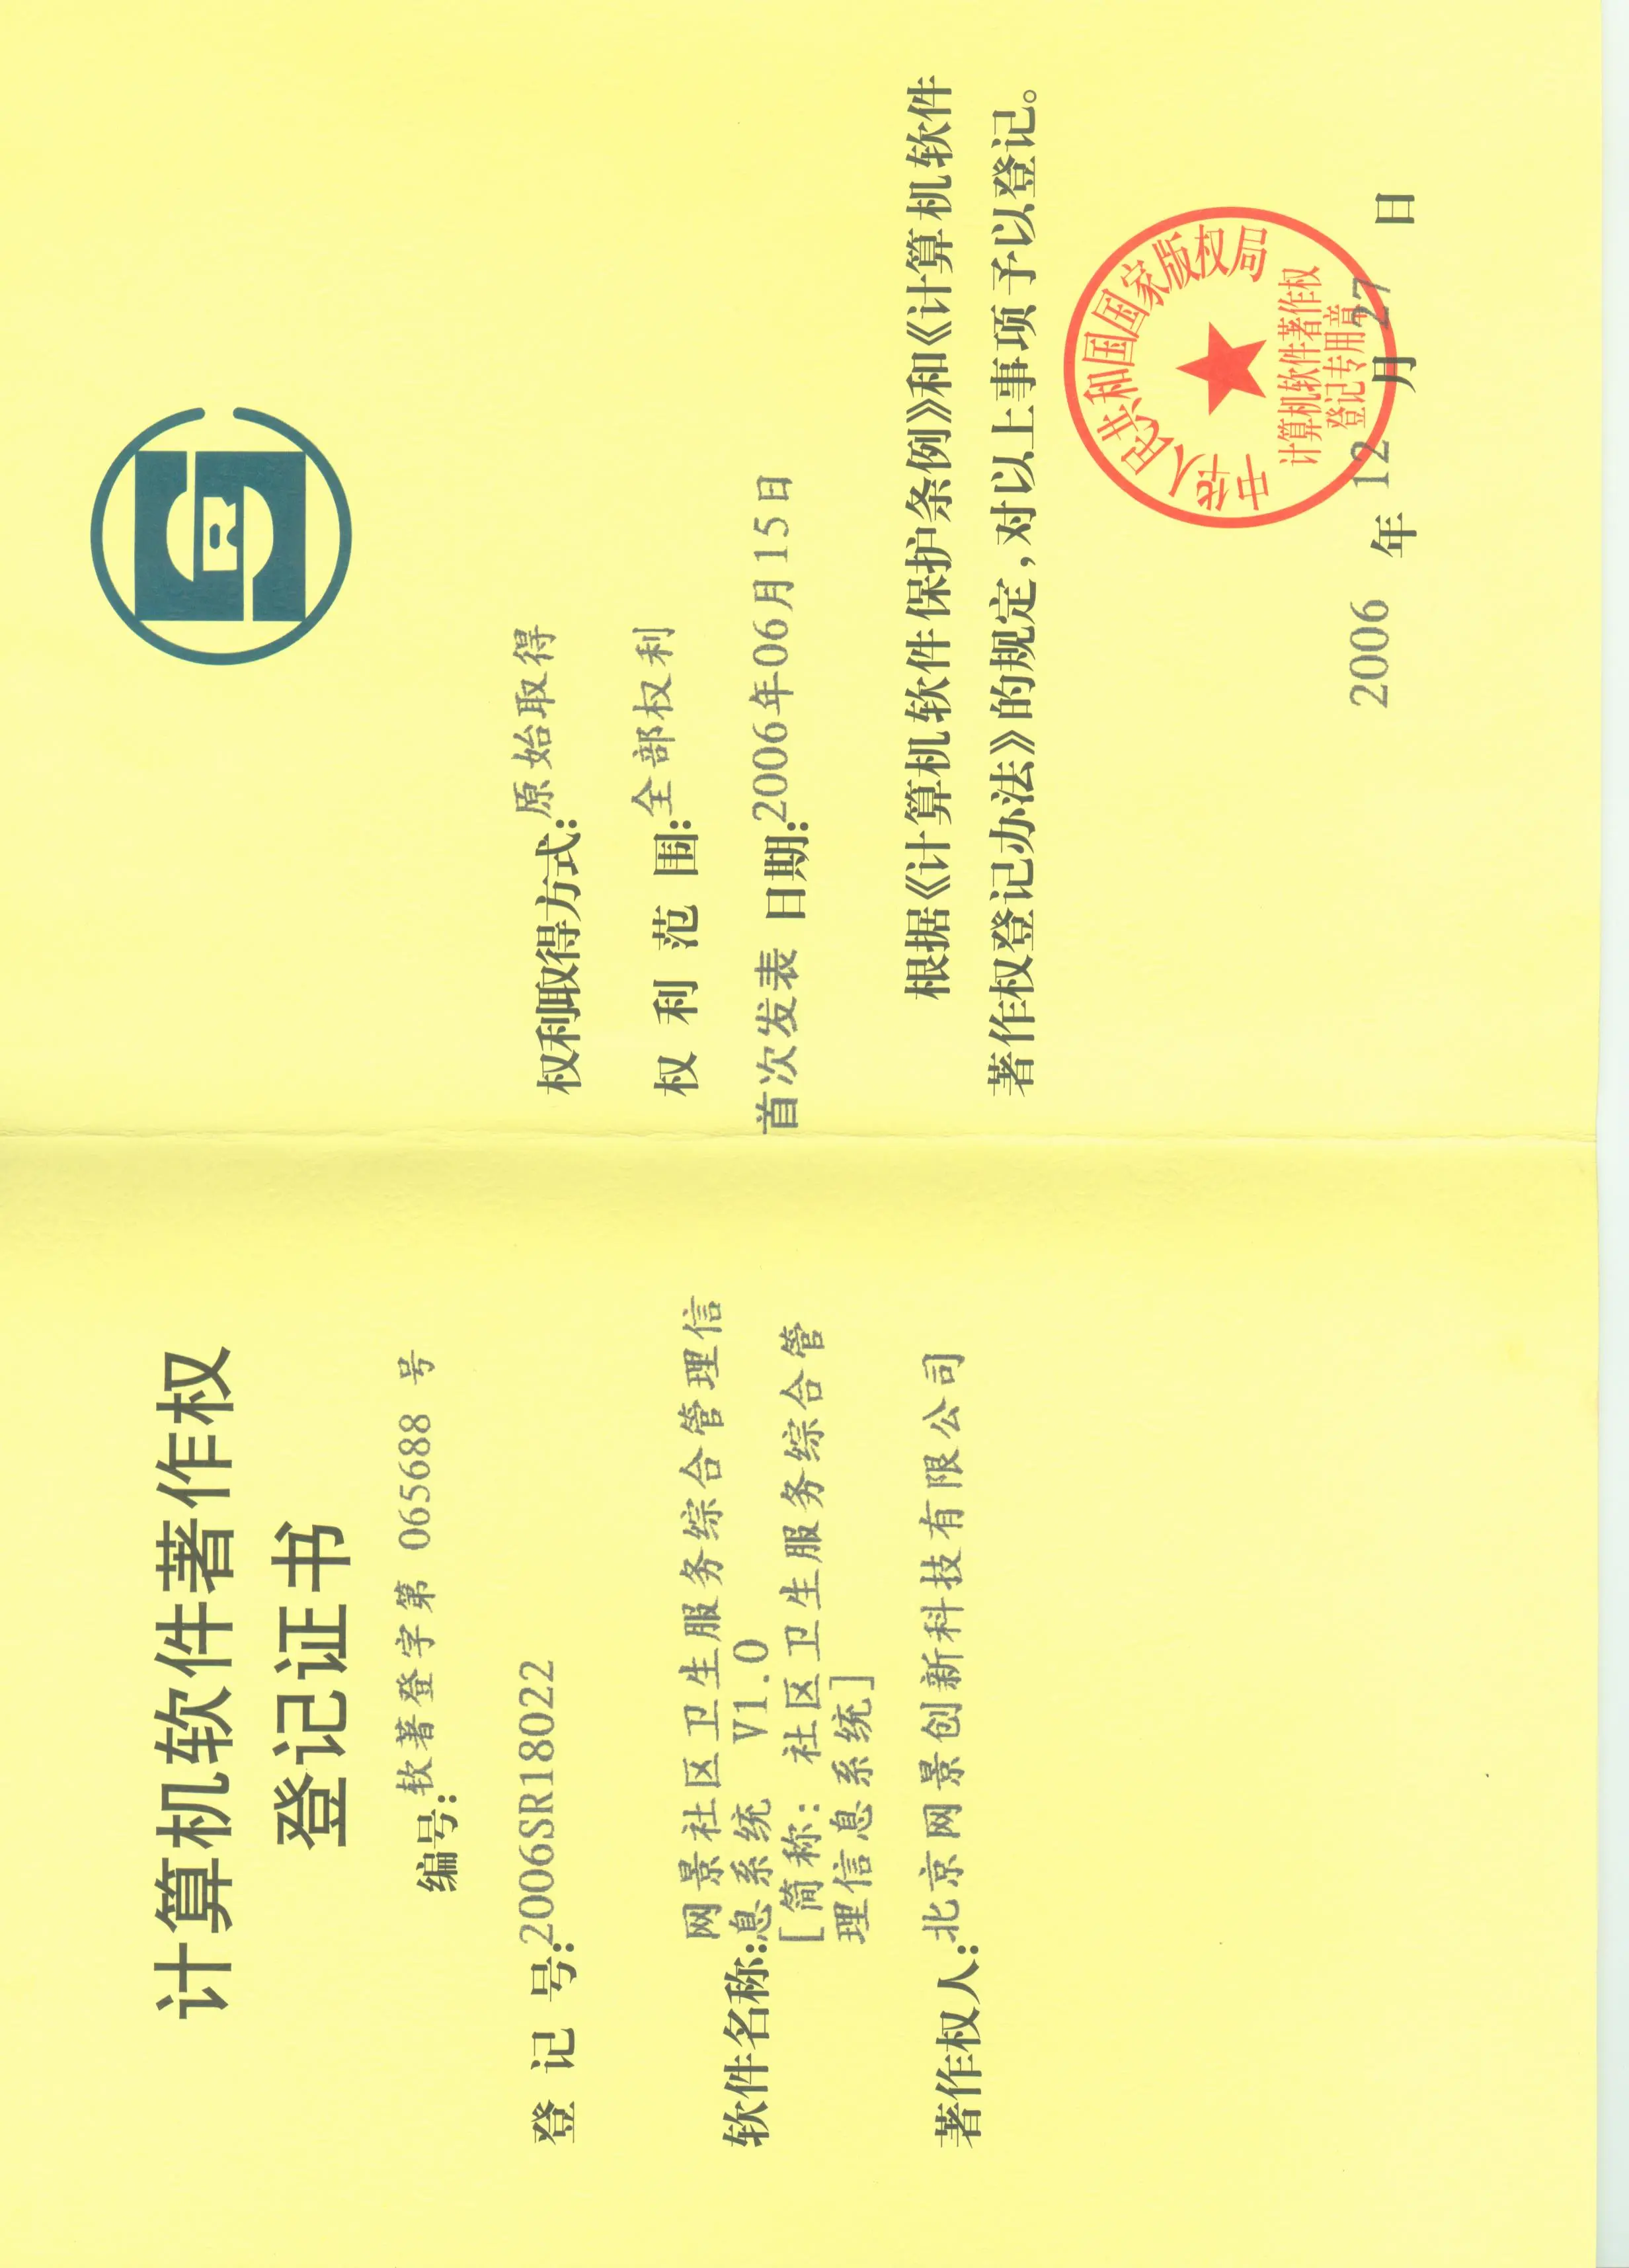 计算机软件著作权
登记证书
编号：软著登字第 065688 号
登 记 号：2006SR18022
软件名称：网景社区卫生服务综合管理信
息系统 V1.0
[简称：社区卫生服务综合管
理信息系统]
著作权人：北京网景创新科技有限公司
权利取得方式：原始取得
权 利 范 围：全部权利
首次发表 日期：2006年06月15日
根据《计算机软件保护条例》和《计算机软件
著作权登记办法》的规定，对以上事项予以登记。
中华人民共和国国家版权局
计算机软件著作权
登记专用章
2006 年 12 月 27 日